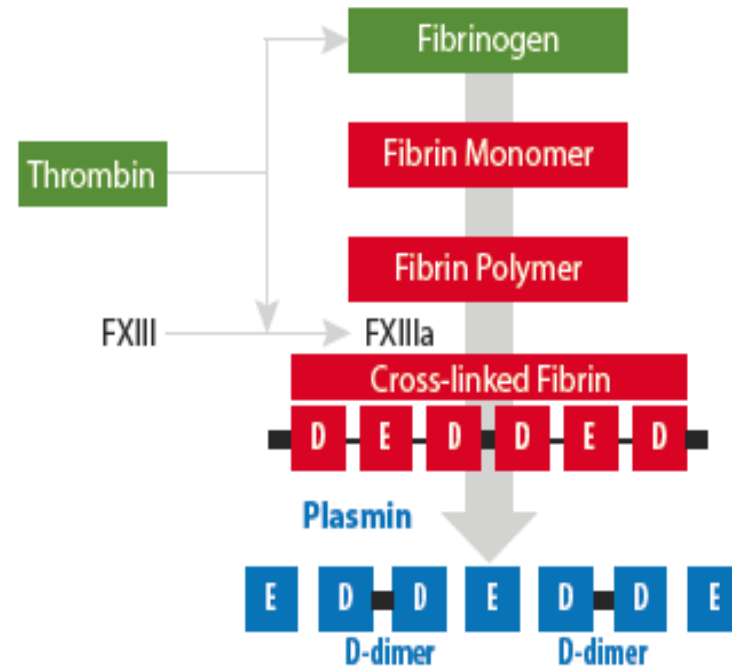 Fibrinogen
Thrombin
Fibrin Monomer
Fibrin Polymer
FXIII FXIIIa
Cross-linked Fibrin
D E D D E D
Plasmin
E D D E D D E
D-dimer D-dimer